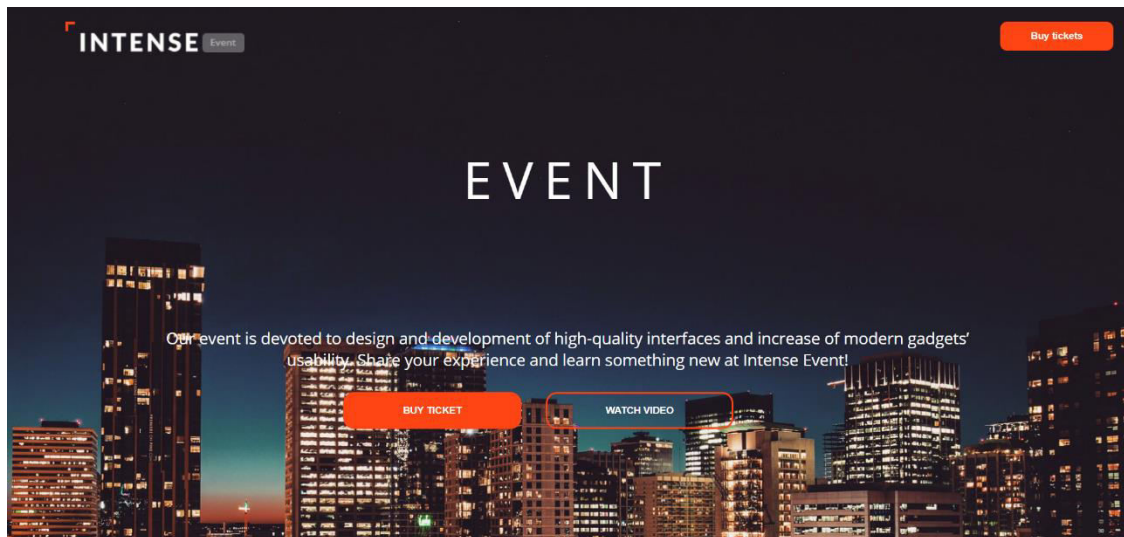 INTENSE Event
Buy tickets
EVENT
Our event is devoted to design and development of high-quality interfaces and increase of modern gadgets’
usability. Share your experience and learn something new at Intense Event!
BUY TICKET
WATCH VIDEO